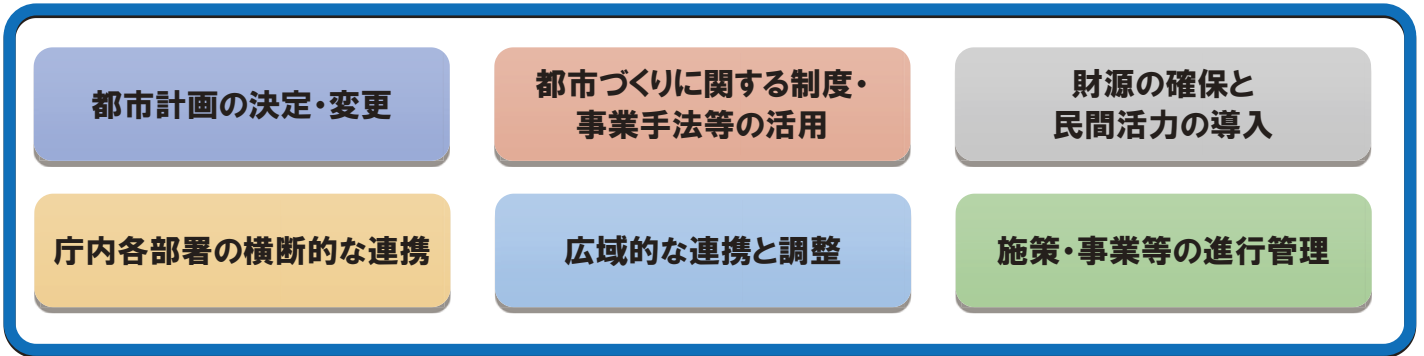 都市計画の決定・変更
都市づくりに関する制度・
事業手法等の活用
財源の確保と
民間活力の導入
庁内各部署の横断的な連携
広域的な連携と調整
施策・事業等の進行管理